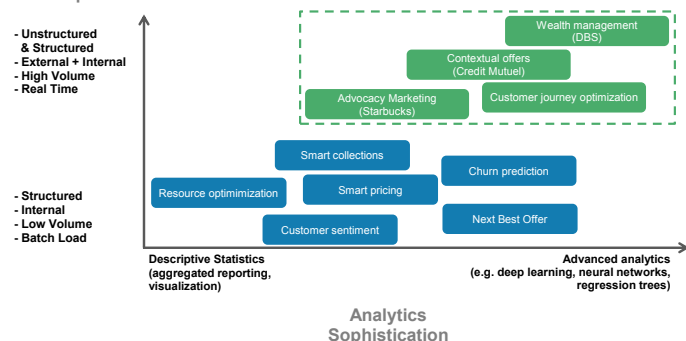 - Unstructured
& Structured
- External + Internal
- High Volume
- Real Time
Wealth management
(DBS)
Contextual offers
(Credit Mutuel)
Advocacy Marketing
(Starbucks)
Customer journey optimization
Smart collections
Churn prediction
Resource optimimization
Smart pricing
Next Best Offer
Customer sentiment
- Structured
- Internal
- Low Volume
- Batch Load
Descriptive Statistics
(aggregated reporting,
visualization)
Advanced analytics
(e.g. deep learning, neural networks,
regression trees)
Analytics
Sophistication